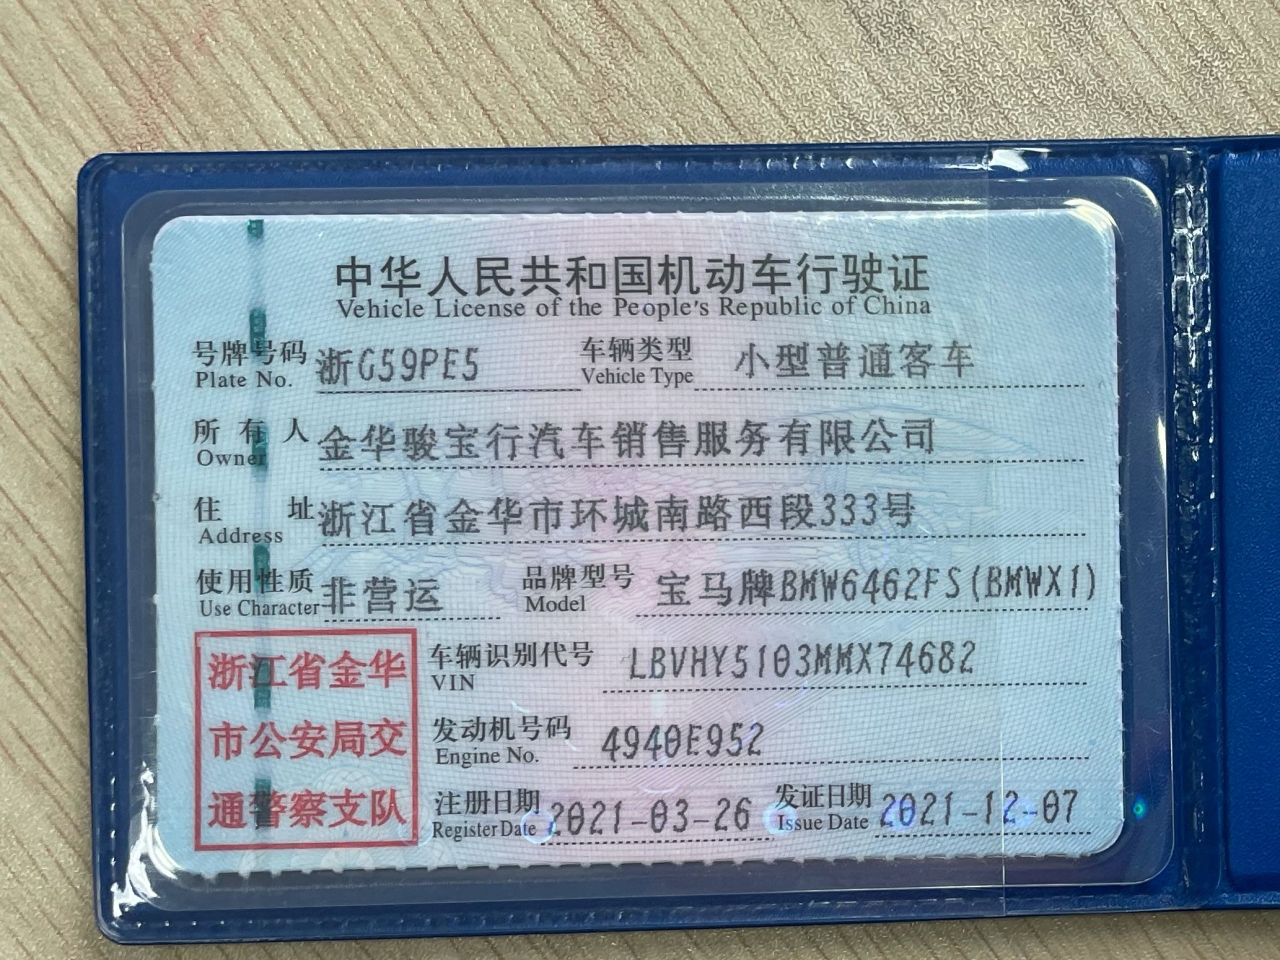 中华人民共和国机动车行驶证
Vehicle License of the People's Republic of China
号牌号码 浙G59PE5 车辆类型 小型普通客车
Plate No. Vehicle Type
所有人 金华骏宝行汽车销售服务有限公司
Owner
住址 浙江省金华市环城南路西段333号
Address
使用性质 非营运 品牌型号 宝马牌BMW6462FS(BMWX1)
Use Character Model
浙江省金华
市公安局交
通警察支队
车辆识别代号 LBVHY5103MMX74682
VIN
发动机号码 4940E952
Engine No.
注册日期 2021-03-26 发证日期 2021-12-07
Register Date Issue Date